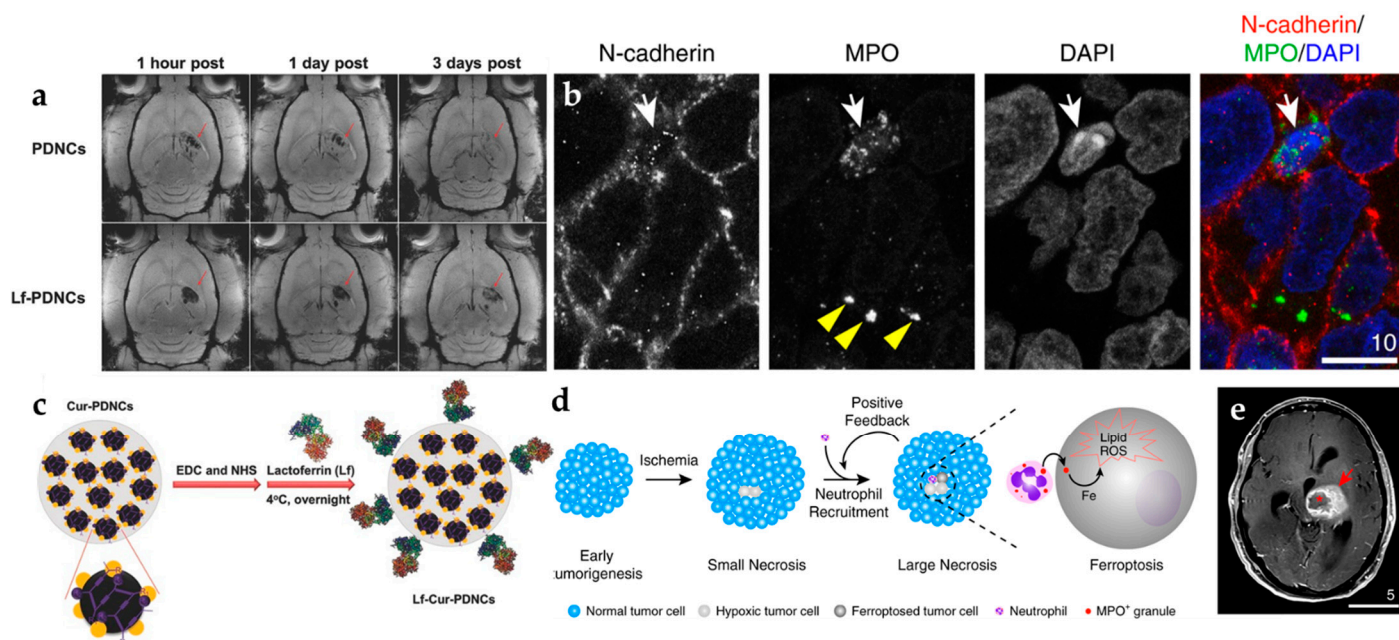 a
1 hour post
1 day post
3 days post
PDNCs
Lf-PDNCs
b
N-cadherin
MPO
DAPI
N-cadherin/
MPO/DAPI
10
c
Cur-PDNCs
EDC and NHS
Lactoferrin (Lf)
4°C, overnight
Lf-Cur-PDNCs
d
Ischemia
Positive
Feedback
Neutrophil
Recruitment
Lipid
ROS
Fe
Early
tumorigenesis
Small Necrosis
Large Necrosis
Ferroptosis
Normal tumor cell
Hypoxic tumor cell
Ferroptosed tumor cell
Neutrophil
MPO⁺ granule
e
*
5